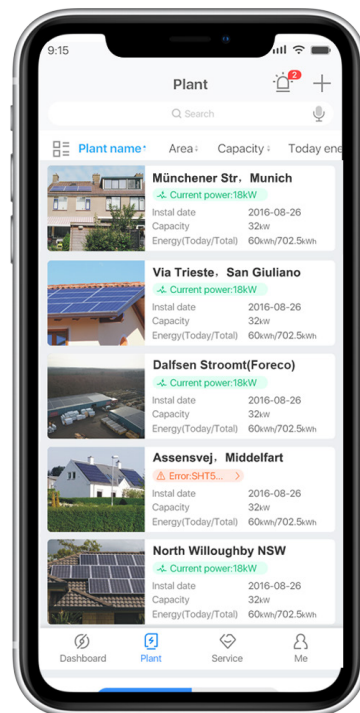 9:15
Plant
2
Search
Plant name Area Capacity Today ene
Münchener Str, Munich
Current power:18kW
Instal date 2016-08-26
Capacity 32kw
Energy(Today/Total) 60kwh/702.5kwh
Via Trieste, San Giuliano
Current power:18kW
Instal date 2016-08-26
Capacity 32kw
Energy(Today/Total) 60kwh/702.5kwh
Dalfsen Stroomt(Foreco)
Current power:18kW
Instal date 2016-08-26
Capacity 32kw
Energy(Today/Total) 60kwh/702.5kwh
Assensvej, Middelfart
Error:SHT5...
Instal date 2016-08-26
Capacity 32kw
Energy(Today/Total) 60kwh/702.5kwh
North Willoughby NSW
Current power:18kW
Instal date 2016-08-26
Capacity 32kw
Energy(Today/Total) 60kwh/702.5kwh
Dashboard Plant Service Me